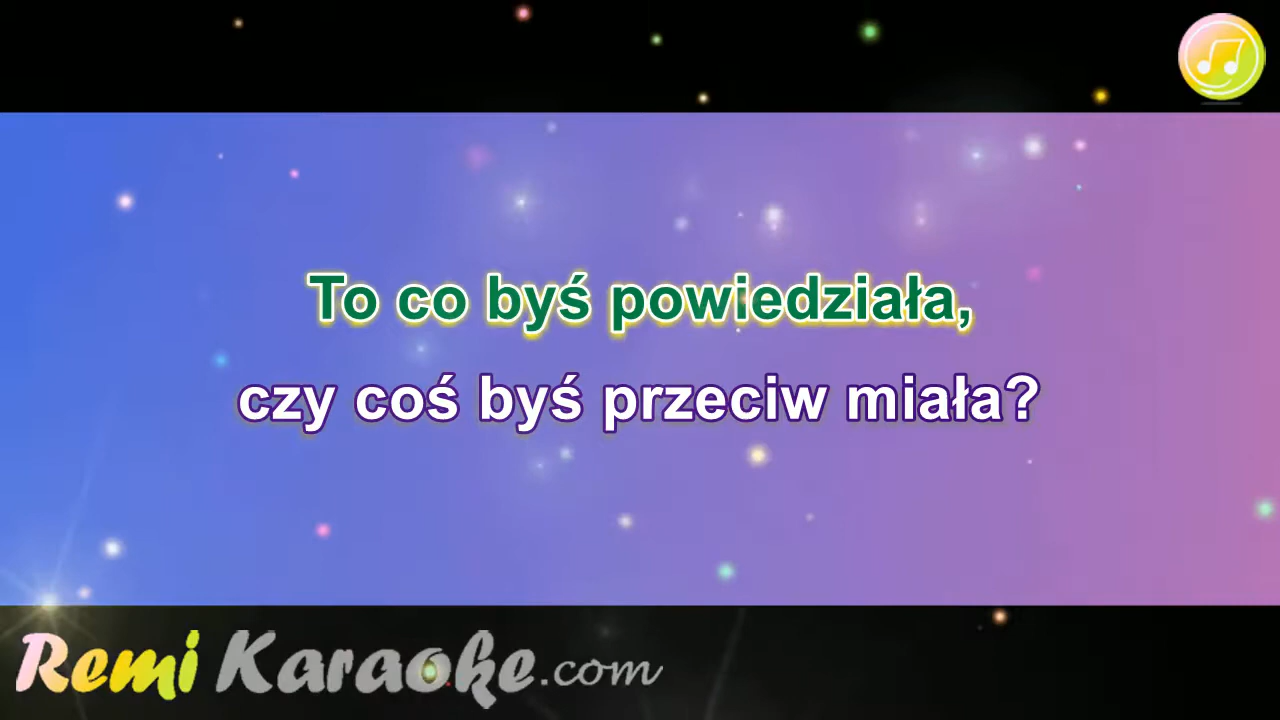 To co byś powiedziała,
czy coś byś przeciw miała?
Remi Karaoke.com